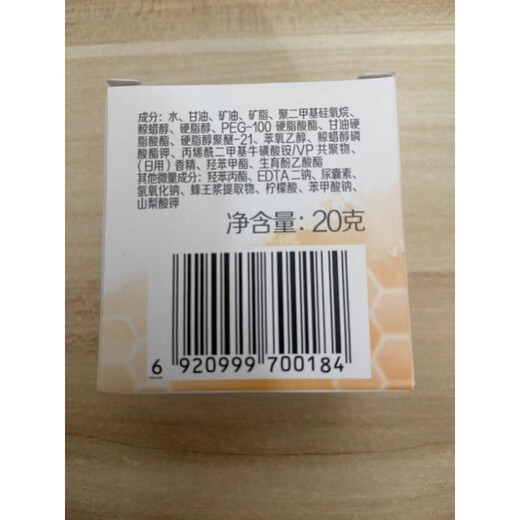 成分：水、甘油、矿油、矿脂、聚二甲基硅氧烷、
鲸蜡醇、硬脂醇、PEG-100 硬脂酸酯、甘油硬
脂酸酯、硬脂醇聚醚-21、苯氧乙醇、鲸蜡醇磷
酸酯钾、丙烯酰二甲基牛磺酸铵/VP 共聚物、
（日用）香精、羟苯甲酯、生育酚乙酸酯
其他微量成分：羟苯丙酯、EDTA 二钠、尿囊素、
氢氧化钠、蜂王浆提取物、柠檬酸、苯甲酸钠、
山梨酸钾
净含量：20克
6 920999 700184